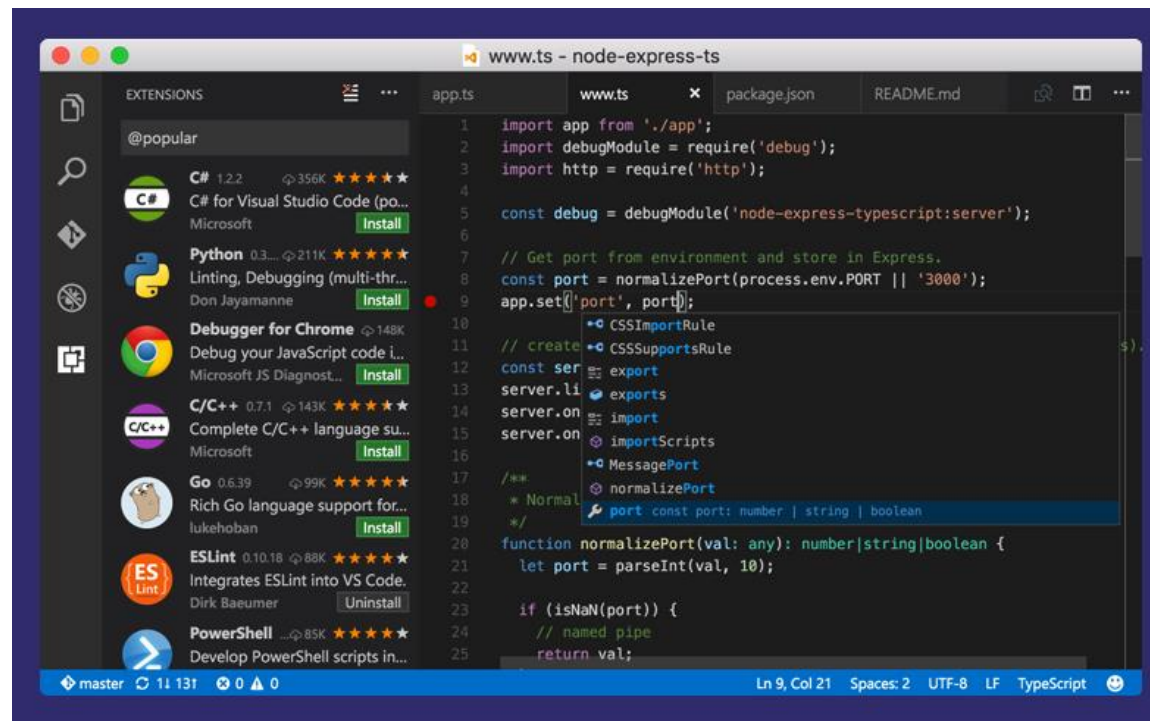 www.ts - node-express-ts
EXTENSIONS
@popular
C# 1.2.2 356K
C# for Visual Studio Code (po...
Microsoft Install
C#
Python 0.3.... 211K
Linting, Debugging (multi-thr...
Don Jayamanne Install
Debugger for Chrome 148K
Debug your JavaScript code i...
Microsoft JS Diagnost... Install
C/C++ 0.7.1 143K
C/C++
Complete C/C++ language su...
Microsoft Install
Go 0.6.39 99K
Rich Go language support for...
lukehoban Install
ESLint 0.10.18 88K
ES
Lint
Integrates ESLint into VS Code.
Dirk Baeumer Uninstall
PowerShell ... 85K
Develop PowerShell scripts in...
app.ts www.ts × package.json README.md ...
1 import app from './app';
2 import debugModule = require('debug');
3 import http = require('http');
4
5 const debug = debugModule('node-express-typescript:server');
6
7 // Get port from environment and store in Express.
8 const port = normalizePort(process.env.PORT || '3000');
9 app.set('port', port);
10
11 // create s).
12 const ser
13 server.li
14 server.on
15 server.on
16
17 /**
18 * Normal
19 */
20 function normalizePort(val: any): number|string|boolean {
21 let port = parseInt(val, 10);
22
23 if (isNaN(port)) {
24 // named pipe
25 return val;
CSSImportRule
CSSSupportsRule
export
exports
import
importScripts
MessagePort
normalizePort
port const port: number | string | boolean
master 1↓ 13↑ 0 0 Ln 9, Col 21 Spaces: 2 UTF-8 LF TypeScript